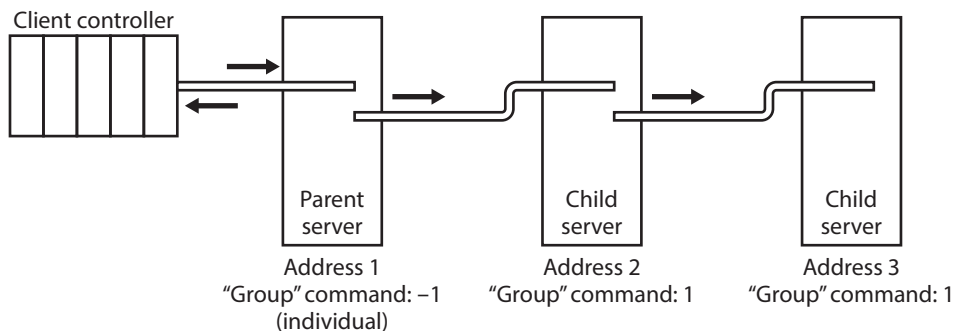 Client controller
Parent
server
Child
server
Child
server
Address 1
"Group" command: –1
(individual)
Address 2
"Group" command: 1
Address 3
"Group" command: 1